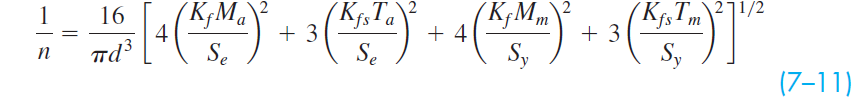 1/n = 16/πd³ [4(K_f M_a/S_e)² + 3(K_fs T_a/S_e)² + 4(K_f M_m/S_y)² + 3(K_fs T_m/S_y)²]^1/2
(7–11)